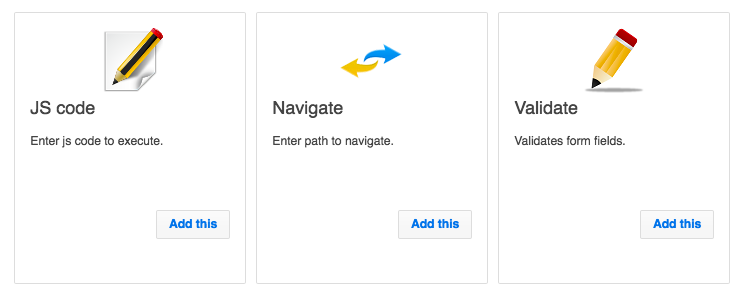 JS code
Enter js code to execute.
Add this
Navigate
Enter path to navigate.
Add this
Validate
Validates form fields.
Add this